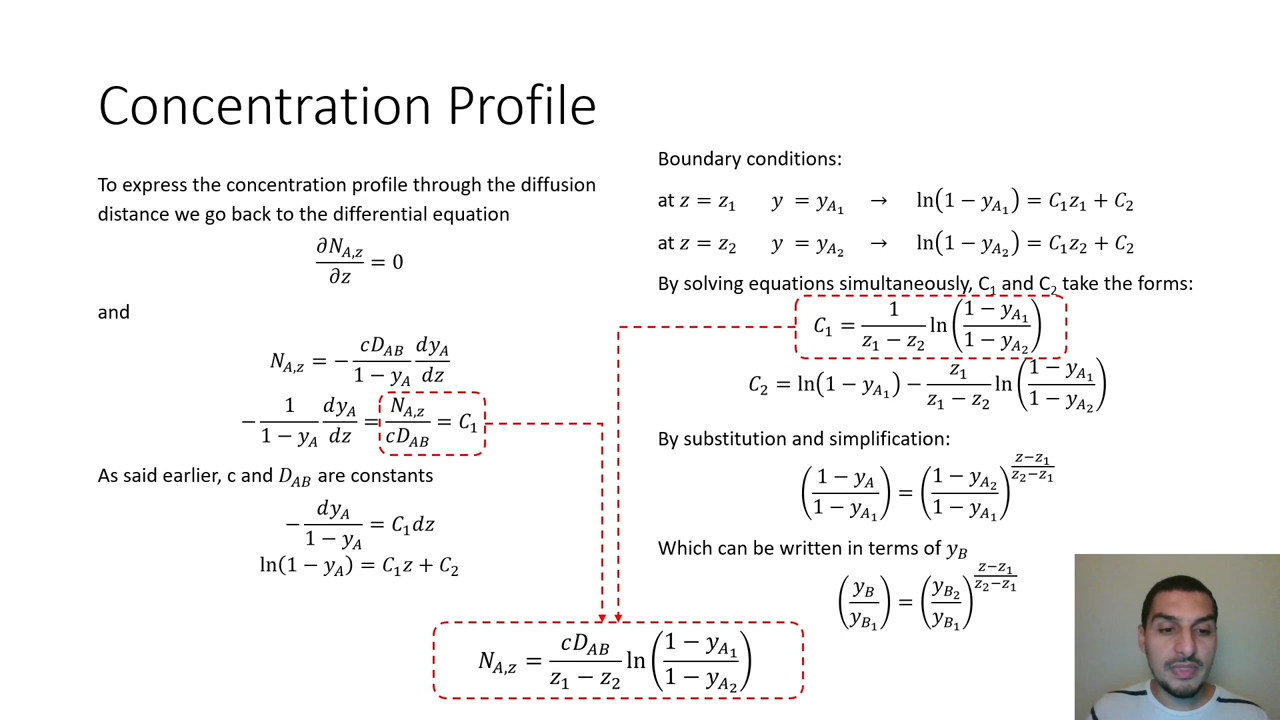 Concentration Profile
To express the concentration profile through the diffusion
distance we go back to the differential equation
∂N_{A,z}/∂z = 0
and
N_{A,z} = −(cD_{AB}/(1 − y_A)) (dy_A/dz)
−(1/(1 − y_A)) (dy_A/dz) = N_{A,z}/(cD_{AB}) = C_1
As said earlier, c and D_{AB} are constants
−dy_A/(1 − y_A) = C_1dz
ln(1 − y_A) = C_1z + C_2
Boundary conditions:
at z = z_1 y = y_{A_1} → ln(1 − y_{A_1}) = C_1z_1 + C_2
at z = z_2 y = y_{A_2} → ln(1 − y_{A_2}) = C_1z_2 + C_2
By solving equations simultaneously, C_1 and C_2 take the forms:
C_1 = (1/(z_1 − z_2)) ln((1 − y_{A_1})/(1 − y_{A_2}))
C_2 = ln(1 − y_{A_1}) − (z_1/(z_1 − z_2)) ln((1 − y_{A_1})/(1 − y_{A_2}))
By substitution and simplification:
((1 − y_A)/(1 − y_{A_1})) = ((1 − y_{A_2})/(1 − y_{A_1}))^{(z−z_1)/(z_2−z_1)}
Which can be written in terms of y_B
(y_B/y_{B_1}) = (y_{B_2}/y_{B_1})^{(z−z_1)/(z_2−z_1)}
N_{A,z} = (cD_{AB}/(z_1 − z_2)) ln((1 − y_{A_1})/(1 − y_{A_2}))